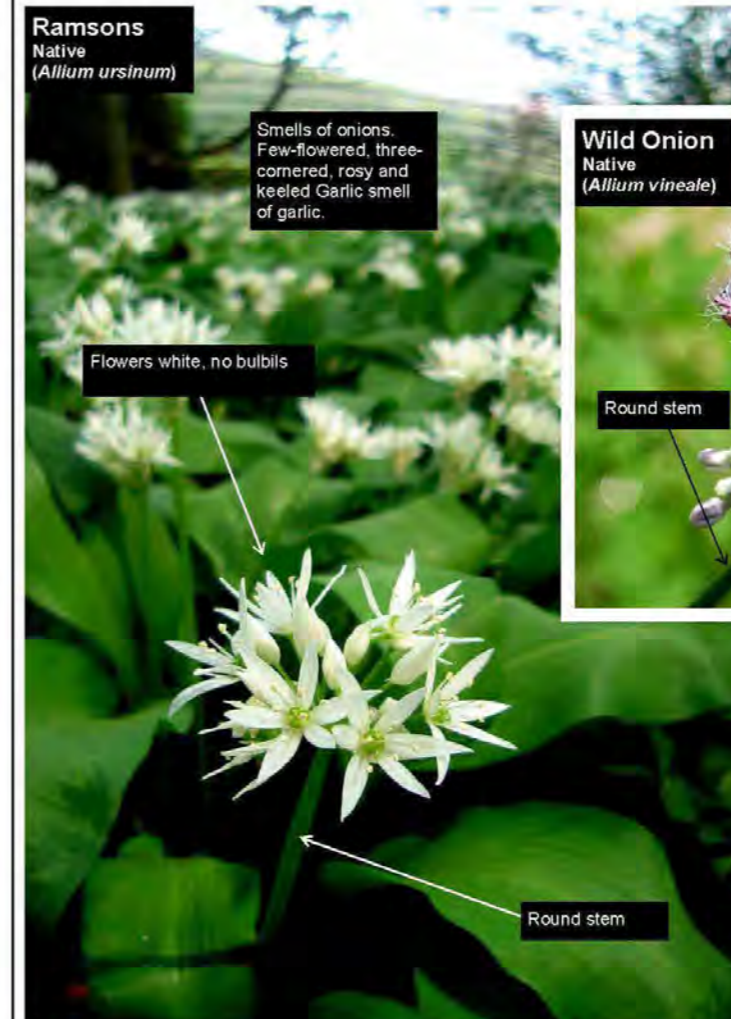 Ramsons
Native
(Allium ursinum)
Smells of onions.
Few-flowered, three-
cornered, rosy and
keeled Garlic smell
of garlic.
Wild Onion
Native
(Allium vineale)
Flowers white, no bulbils
Round stem
Round stem